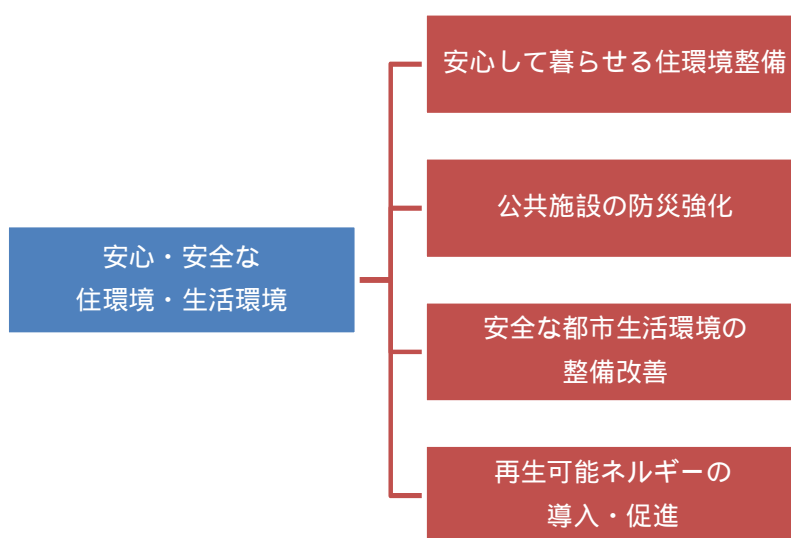 安心して暮らせる住環境整備
公共施設の防災強化
安心・安全な
住環境・生活環境
安全な都市生活環境の
整備改善
再生可能ネルギーの
導入・促進